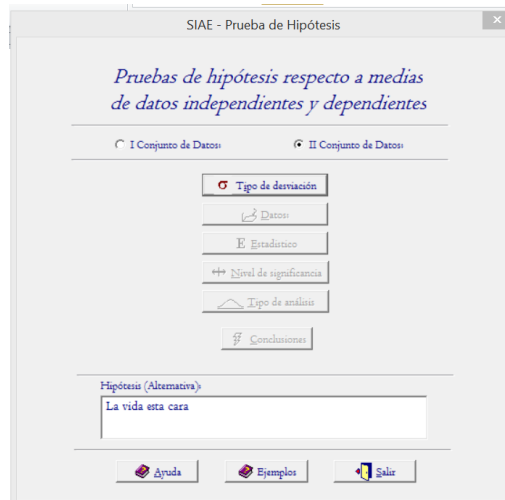 SIAE - Prueba de Hipótesis
Pruebas de hipótesis respecto a medias
de datos independientes y dependientes
I Conjunto de Datos:
II Conjunto de Datos:
σ Tipo de desviación
Datos:
E Estadístico
Nivel de significancia
Tipo de análisis
Conclusiones
Hipótesis (Alternativa):
La vida esta cara
Ayuda
Ejemplos
Salir